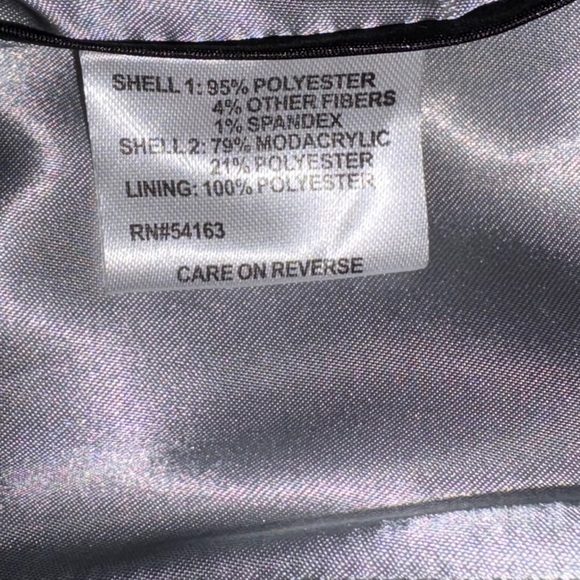 SHELL 1: 95% POLYESTER
4% OTHER FIBERS
1% SPANDEX
SHELL 2: 79% MODACRYLIC
21% POLYESTER
LINING: 100% POLYESTER
RN#54163
CARE ON REVERSE